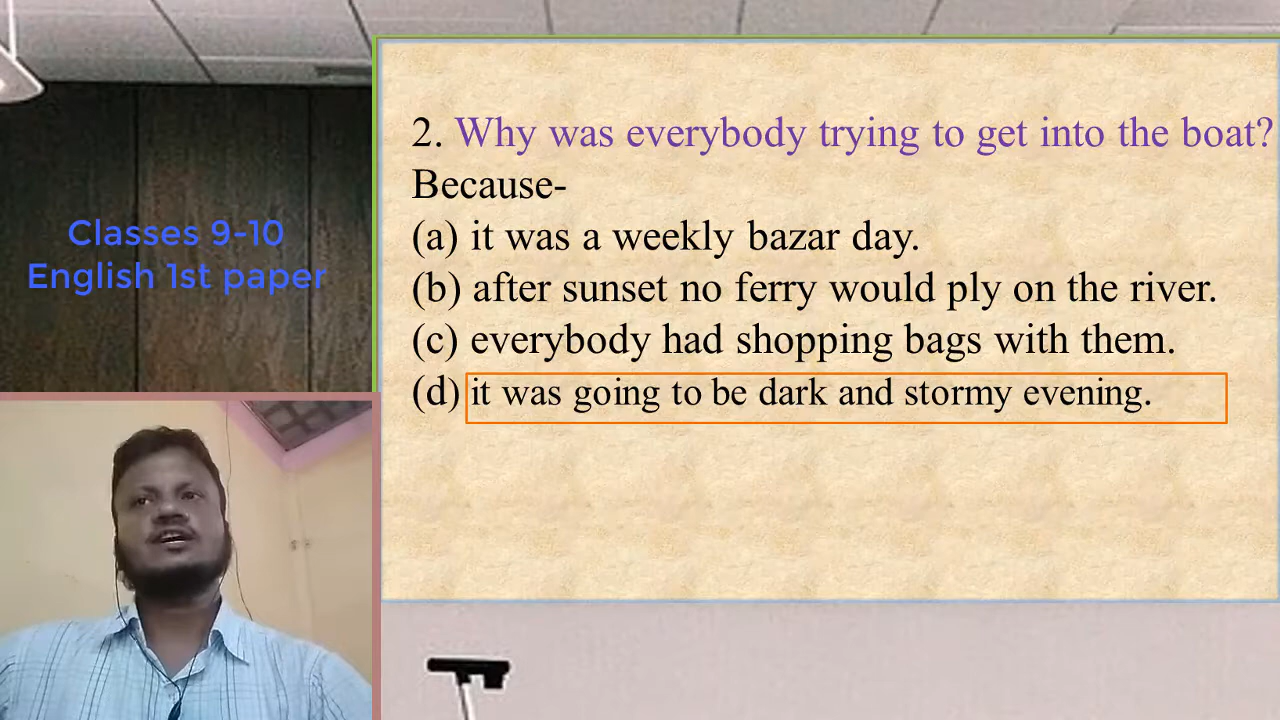 Classes 9-10
English 1st paper
2. Why was everybody trying to get into the boat?
Because-
(a) it was a weekly bazar day.
(b) after sunset no ferry would ply on the river.
(c) everybody had shopping bags with them.
(d) it was going to be dark and stormy evening.